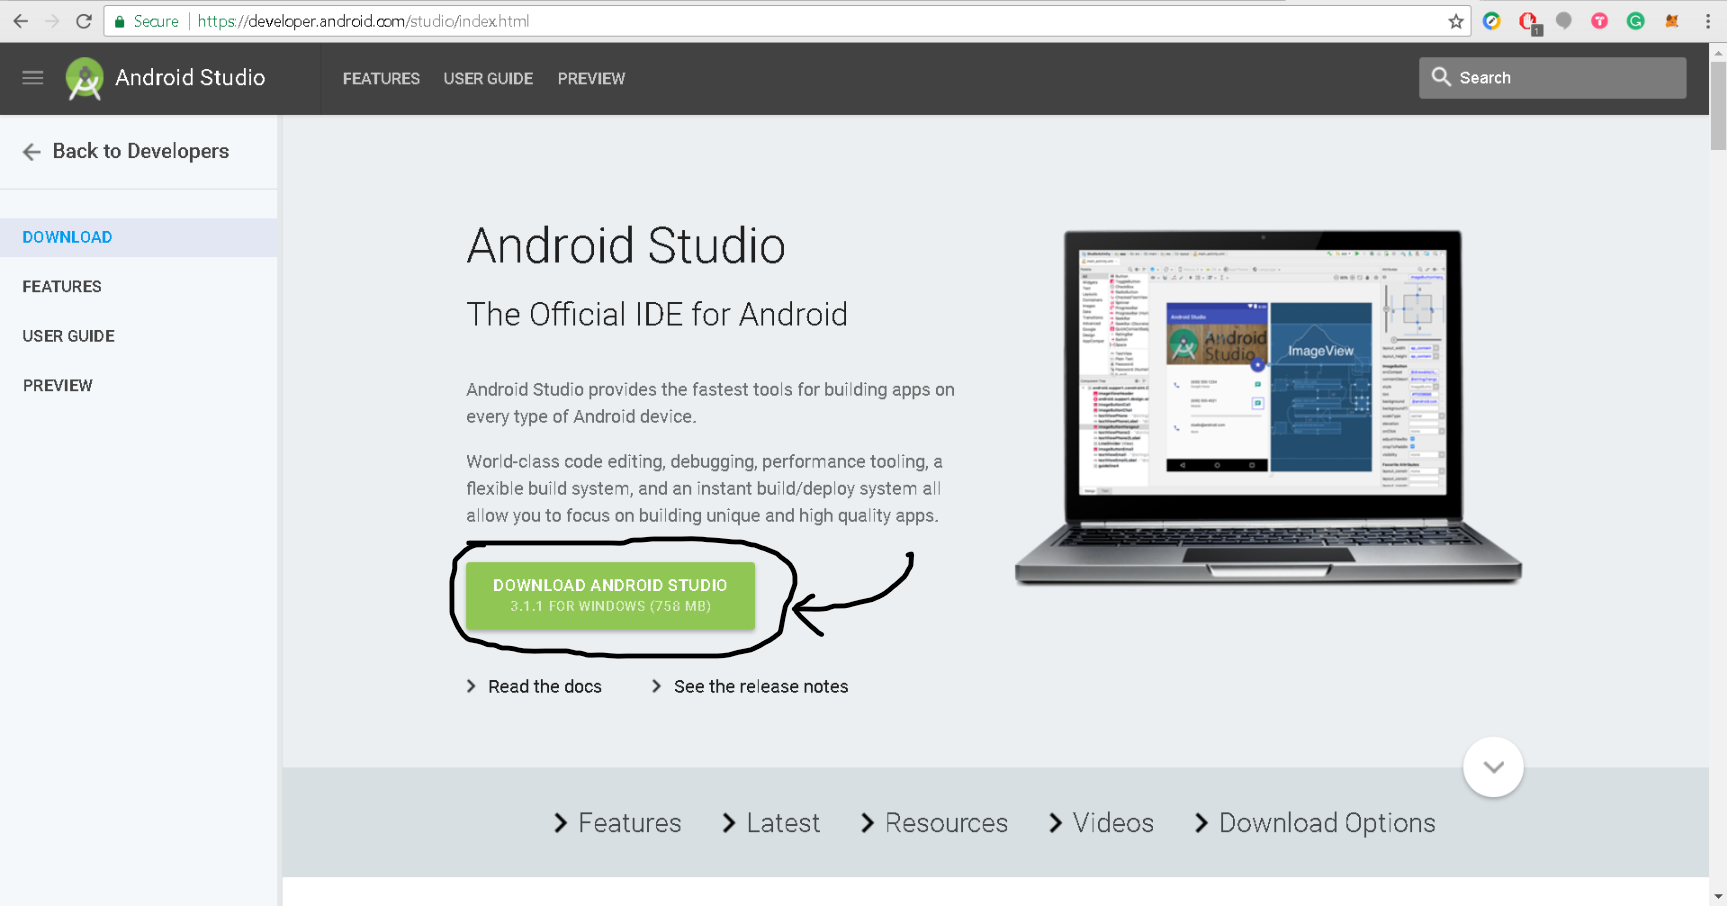 Secure https://developer.android.com/studio/index.html
1
Android Studio
FEATURES USER GUIDE PREVIEW
Search
Back to Developers
DOWNLOAD
FEATURES
USER GUIDE
PREVIEW
Android Studio
The Official IDE for Android
Android Studio provides the fastest tools for building apps on
every type of Android device.
World-class code editing, debugging, performance tooling, a
flexible build system, and an instant build/deploy system all
allow you to focus on building unique and high quality apps.
DOWNLOAD ANDROID STUDIO
3.1.1 FOR WINDOWS (758 MB)
Read the docs See the release notes
Android Studio
Android
Studio
ImageView
Features Latest Resources Videos Download Options